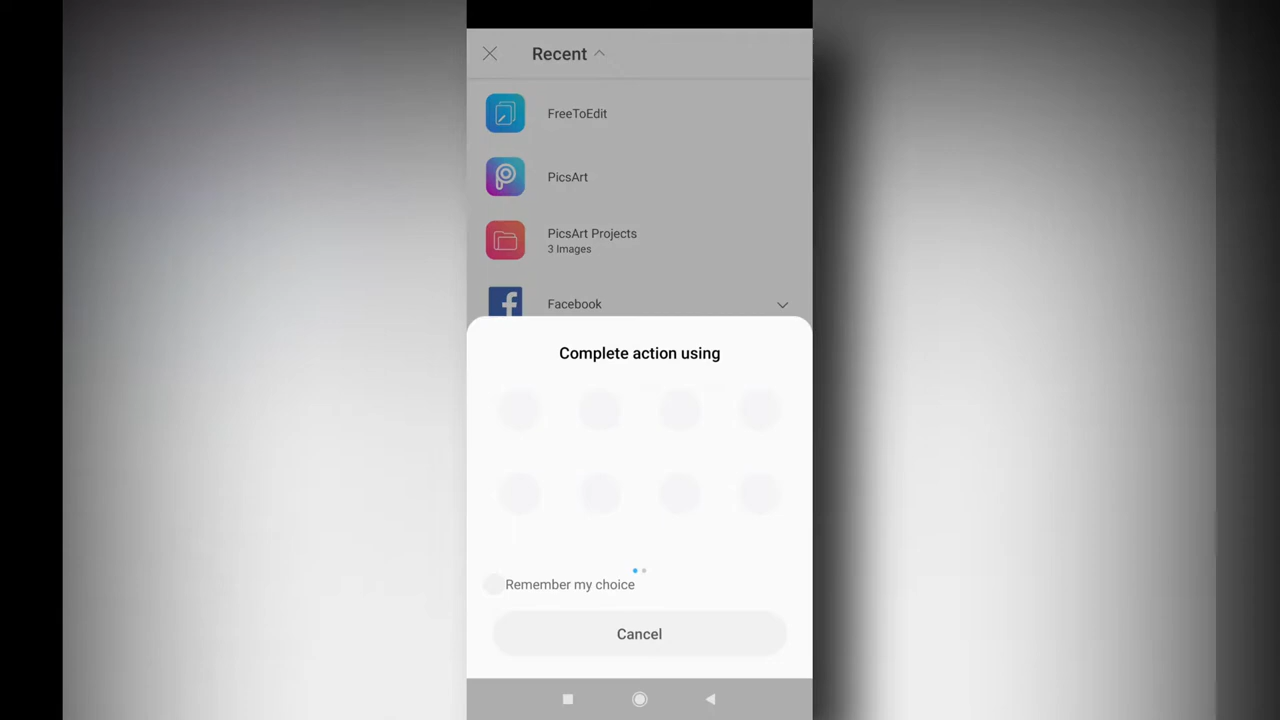 Recent
FreeToEdit
PicsArt
PicsArt Projects
3 Images
Facebook
Complete action using
Remember my choice
Cancel